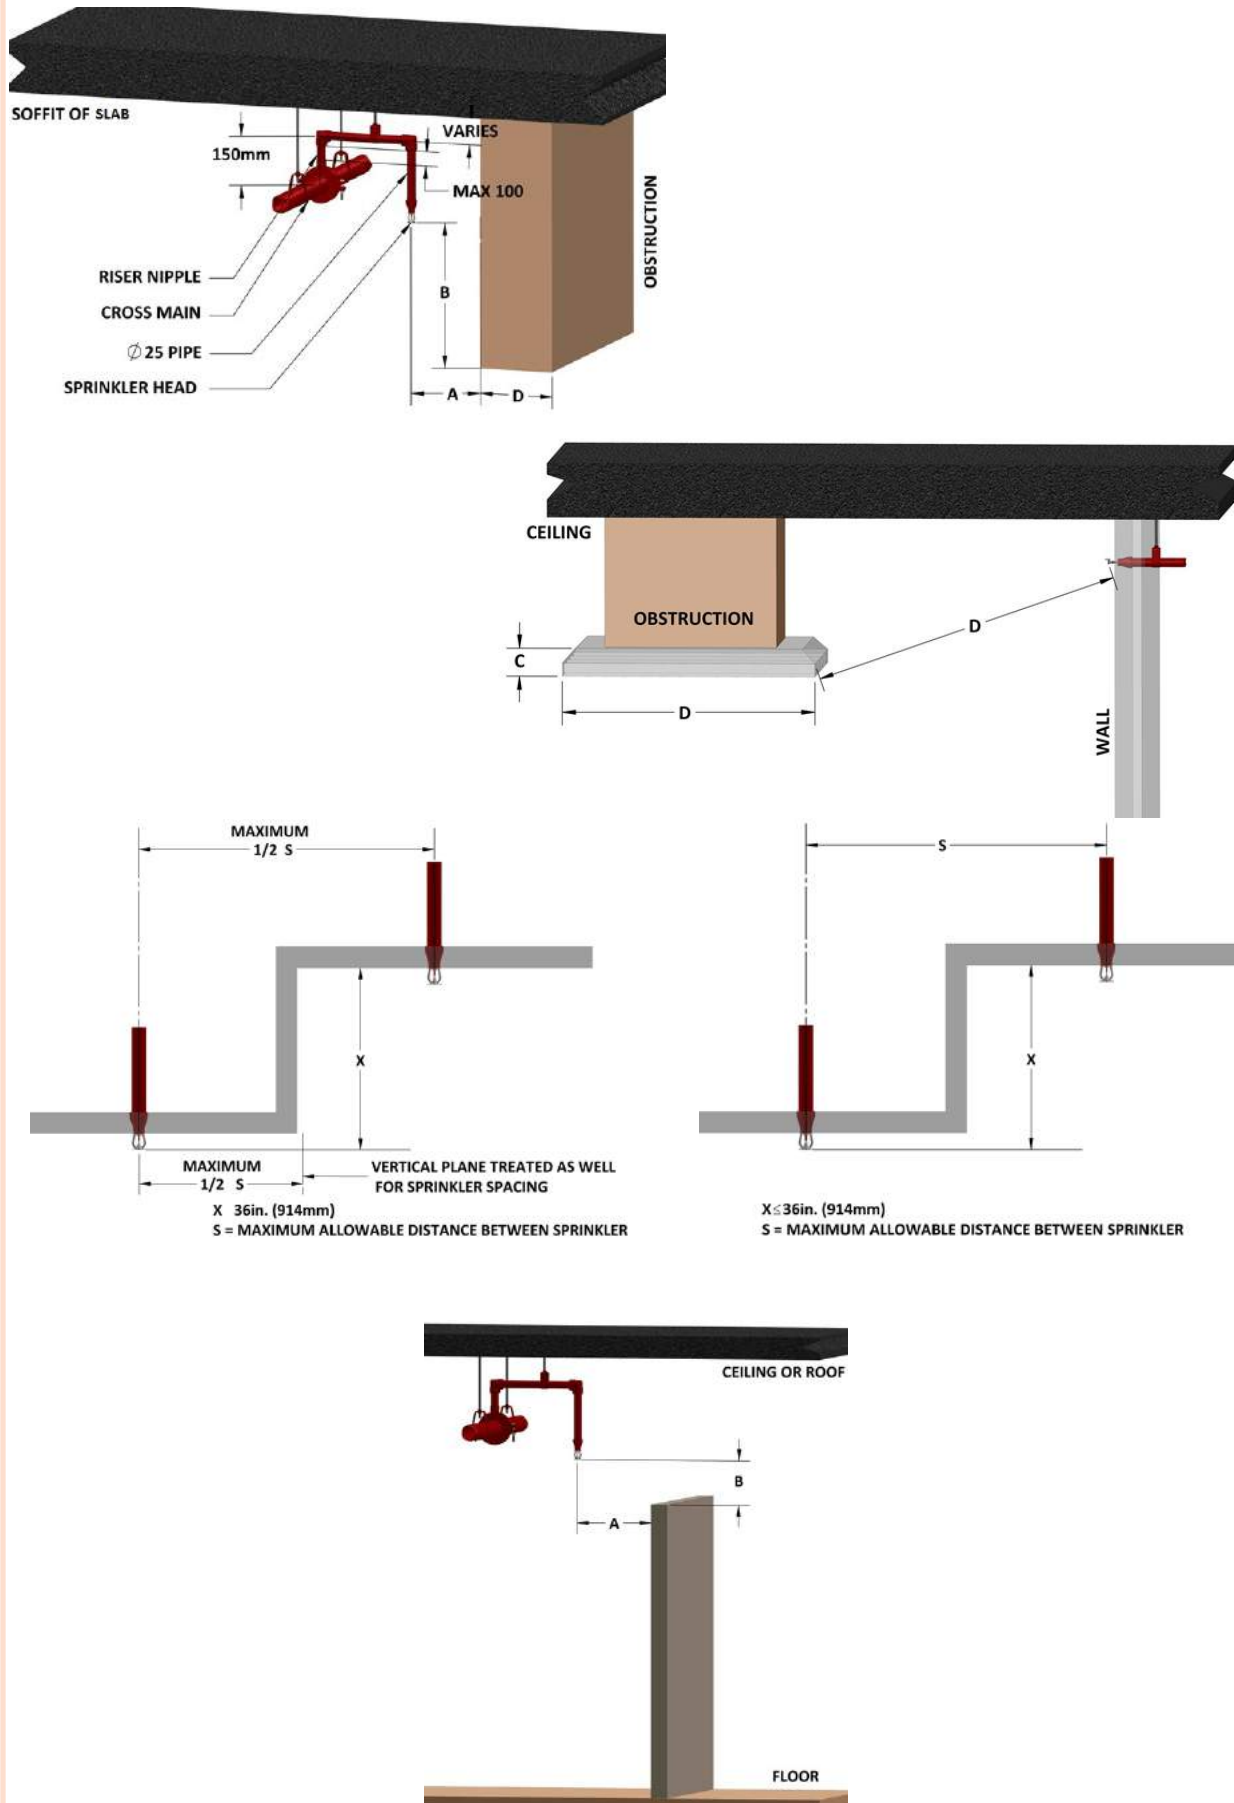 SOFFIT OF SLAB
VARIES
150mm
MAX 100
OBSTRUCTION
RISER NIPPLE
B
CROSS MAIN
Ø 25 PIPE
SPRINKLER HEAD
A
D
CEILING
OBSTRUCTION
D
C
D
WALL
MAXIMUM
1/2 S
X
MAXIMUM
1/2 S
VERTICAL PLANE TREATED AS WELL
FOR SPRINKLER SPACING
X 36in. (914mm)
S = MAXIMUM ALLOWABLE DISTANCE BETWEEN SPRINKLER
S
X
X≤36in. (914mm)
S = MAXIMUM ALLOWABLE DISTANCE BETWEEN SPRINKLER
CEILING OR ROOF
B
A
FLOOR